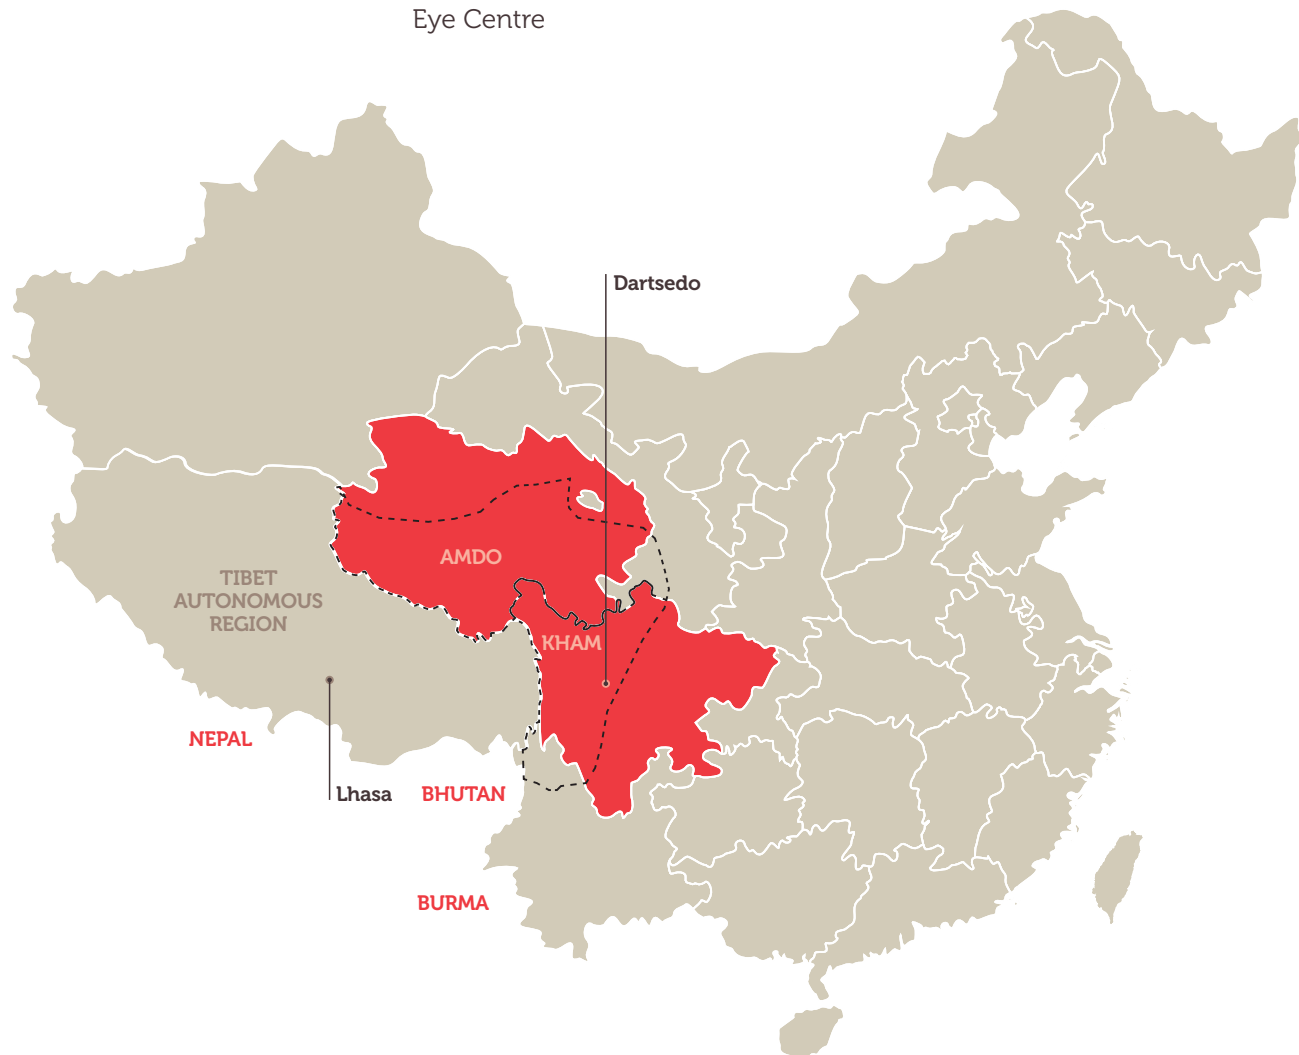 Eye Centre
Dartsedo
AMDO
TIBET
AUTONOMOUS
REGION
KHAM
NEPAL
Lhasa
BHUTAN
BURMA